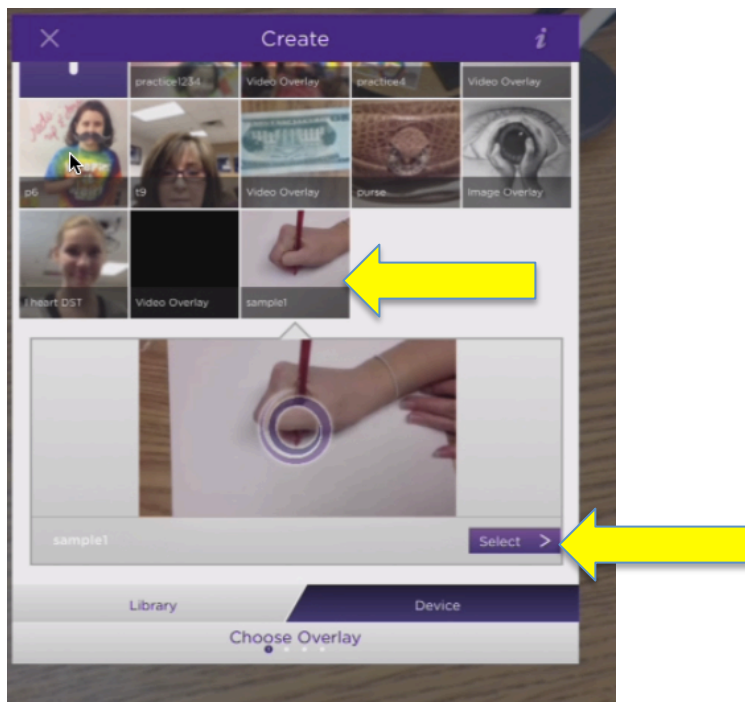 Create
practice1234 Video Overlay practice4 Video Overlay
p6 t9 Video Overlay purse Image Overlay
I heart DST Video Overlay sample1
sample1
Select >
Library Device
Choose Overlay